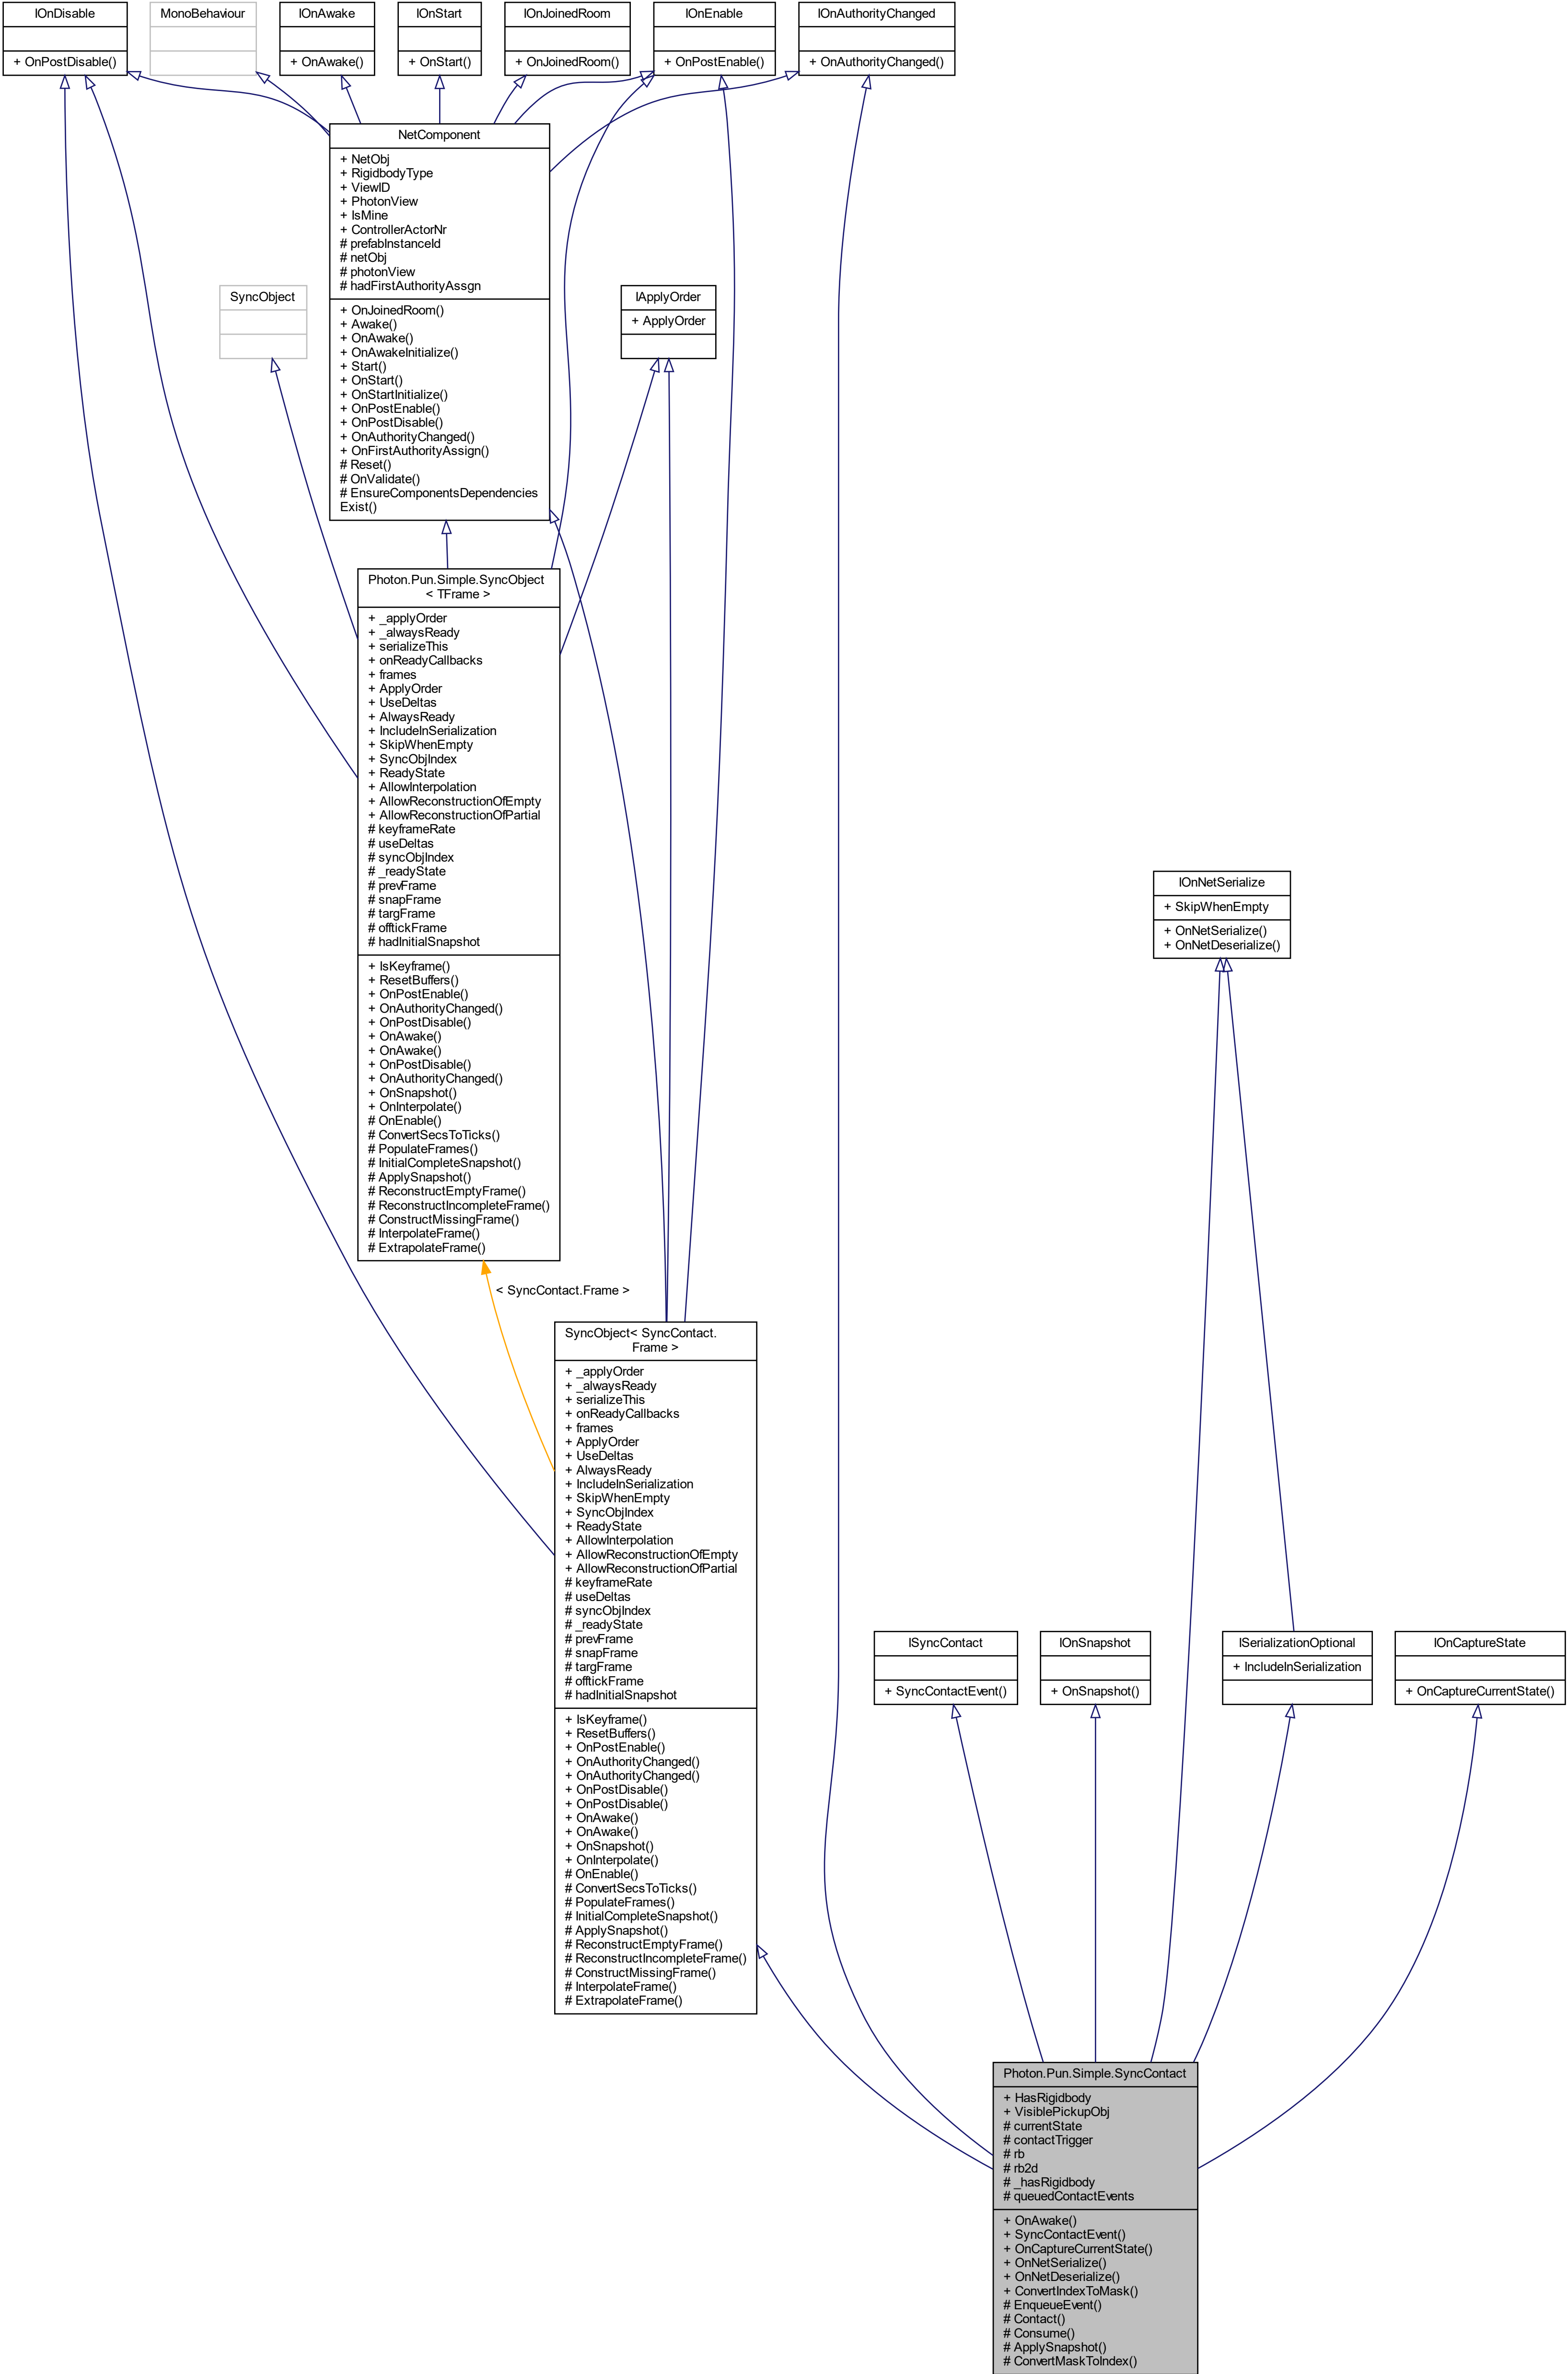 IOnDisable
+ OnPostDisable()
MonoBehaviour
IOnAwake
+ OnAwake()
IOnStart
+ OnStart()
IOnJoinedRoom
+ OnJoinedRoom()
IOnEnable
+ OnPostEnable()
IOnAuthorityChanged
+ OnAuthorityChanged()
NetComponent
+ NetObj
+ RigidbodyType
+ ViewID
+ PhotonView
+ IsMine
+ ControllerActorNr
# prefabInstanceId
# netObj
# photonView
# hadFirstAuthorityAssgn
+ OnJoinedRoom()
+ Awake()
+ OnAwake()
+ OnAwakeInitialize()
+ Start()
+ OnStart()
+ OnStartInitialize()
+ OnPostEnable()
+ OnPostDisable()
+ OnAuthorityChanged()
+ OnFirstAuthorityAssign()
# Reset()
# OnValidate()
# EnsureComponentsDependencies
Exist()
SyncObject
IApplyOrder
+ ApplyOrder
Photon.Pun.Simple.SyncObject
< TFrame >
+ _applyOrder
+ _alwaysReady
+ serializeThis
+ onReadyCallbacks
+ frames
+ ApplyOrder
+ UseDeltas
+ AlwaysReady
+ IncludeInSerialization
+ SkipWhenEmpty
+ SyncObjIndex
+ ReadyState
+ AllowInterpolation
+ AllowReconstructionOfEmpty
+ AllowReconstructionOfPartial
# keyframeRate
# useDeltas
# syncObjIndex
# _readyState
# prevFrame
# snapFrame
# targFrame
# offtickFrame
# hadInitialSnapshot
+ IsKeyframe()
+ ResetBuffers()
+ OnPostEnable()
+ OnAuthorityChanged()
+ OnPostDisable()
+ OnAwake()
+ OnAwake()
+ OnPostDisable()
+ OnAuthorityChanged()
+ OnSnapshot()
+ OnInterpolate()
# OnEnable()
# ConvertSecsToTicks()
# PopulateFrames()
# InitialCompleteSnapshot()
# ApplySnapshot()
# ReconstructEmptyFrame()
# ReconstructIncompleteFrame()
# ConstructMissingFrame()
# InterpolateFrame()
# ExtrapolateFrame()
< SyncContact.Frame >
SyncObject< SyncContact.
Frame >
+ _applyOrder
+ _alwaysReady
+ serializeThis
+ onReadyCallbacks
+ frames
+ ApplyOrder
+ UseDeltas
+ AlwaysReady
+ IncludeInSerialization
+ SkipWhenEmpty
+ SyncObjIndex
+ ReadyState
+ AllowInterpolation
+ AllowReconstructionOfEmpty
+ AllowReconstructionOfPartial
# keyframeRate
# useDeltas
# syncObjIndex
# _readyState
# prevFrame
# snapFrame
# targFrame
# offtickFrame
# hadInitialSnapshot
+ IsKeyframe()
+ ResetBuffers()
+ OnPostEnable()
+ OnAuthorityChanged()
+ OnAuthorityChanged()
+ OnPostDisable()
+ OnPostDisable()
+ OnAwake()
+ OnAwake()
+ OnSnapshot()
+ OnInterpolate()
# OnEnable()
# ConvertSecsToTicks()
# PopulateFrames()
# InitialCompleteSnapshot()
# ApplySnapshot()
# ReconstructEmptyFrame()
# ReconstructIncompleteFrame()
# ConstructMissingFrame()
# InterpolateFrame()
# ExtrapolateFrame()
IOnNetSerialize
+ SkipWhenEmpty
+ OnNetSerialize()
+ OnNetDeserialize()
ISyncContact
+ SyncContactEvent()
IOnSnapshot
+ OnSnapshot()
ISerializationOptional
+ IncludeInSerialization
IOnCaptureState
+ OnCaptureCurrentState()
Photon.Pun.Simple.SyncContact
+ HasRigidbody
+ VisiblePickupObj
# currentState
# contactTrigger
# rb
# rb2d
# _hasRigidbody
# queuedContactEvents
+ OnAwake()
+ SyncContactEvent()
+ OnCaptureCurrentState()
+ OnNetSerialize()
+ OnNetDeserialize()
+ ConvertIndexToMask()
# EnqueueEvent()
# Contact()
# Consume()
# ApplySnapshot()
# ConvertMaskToIndex()